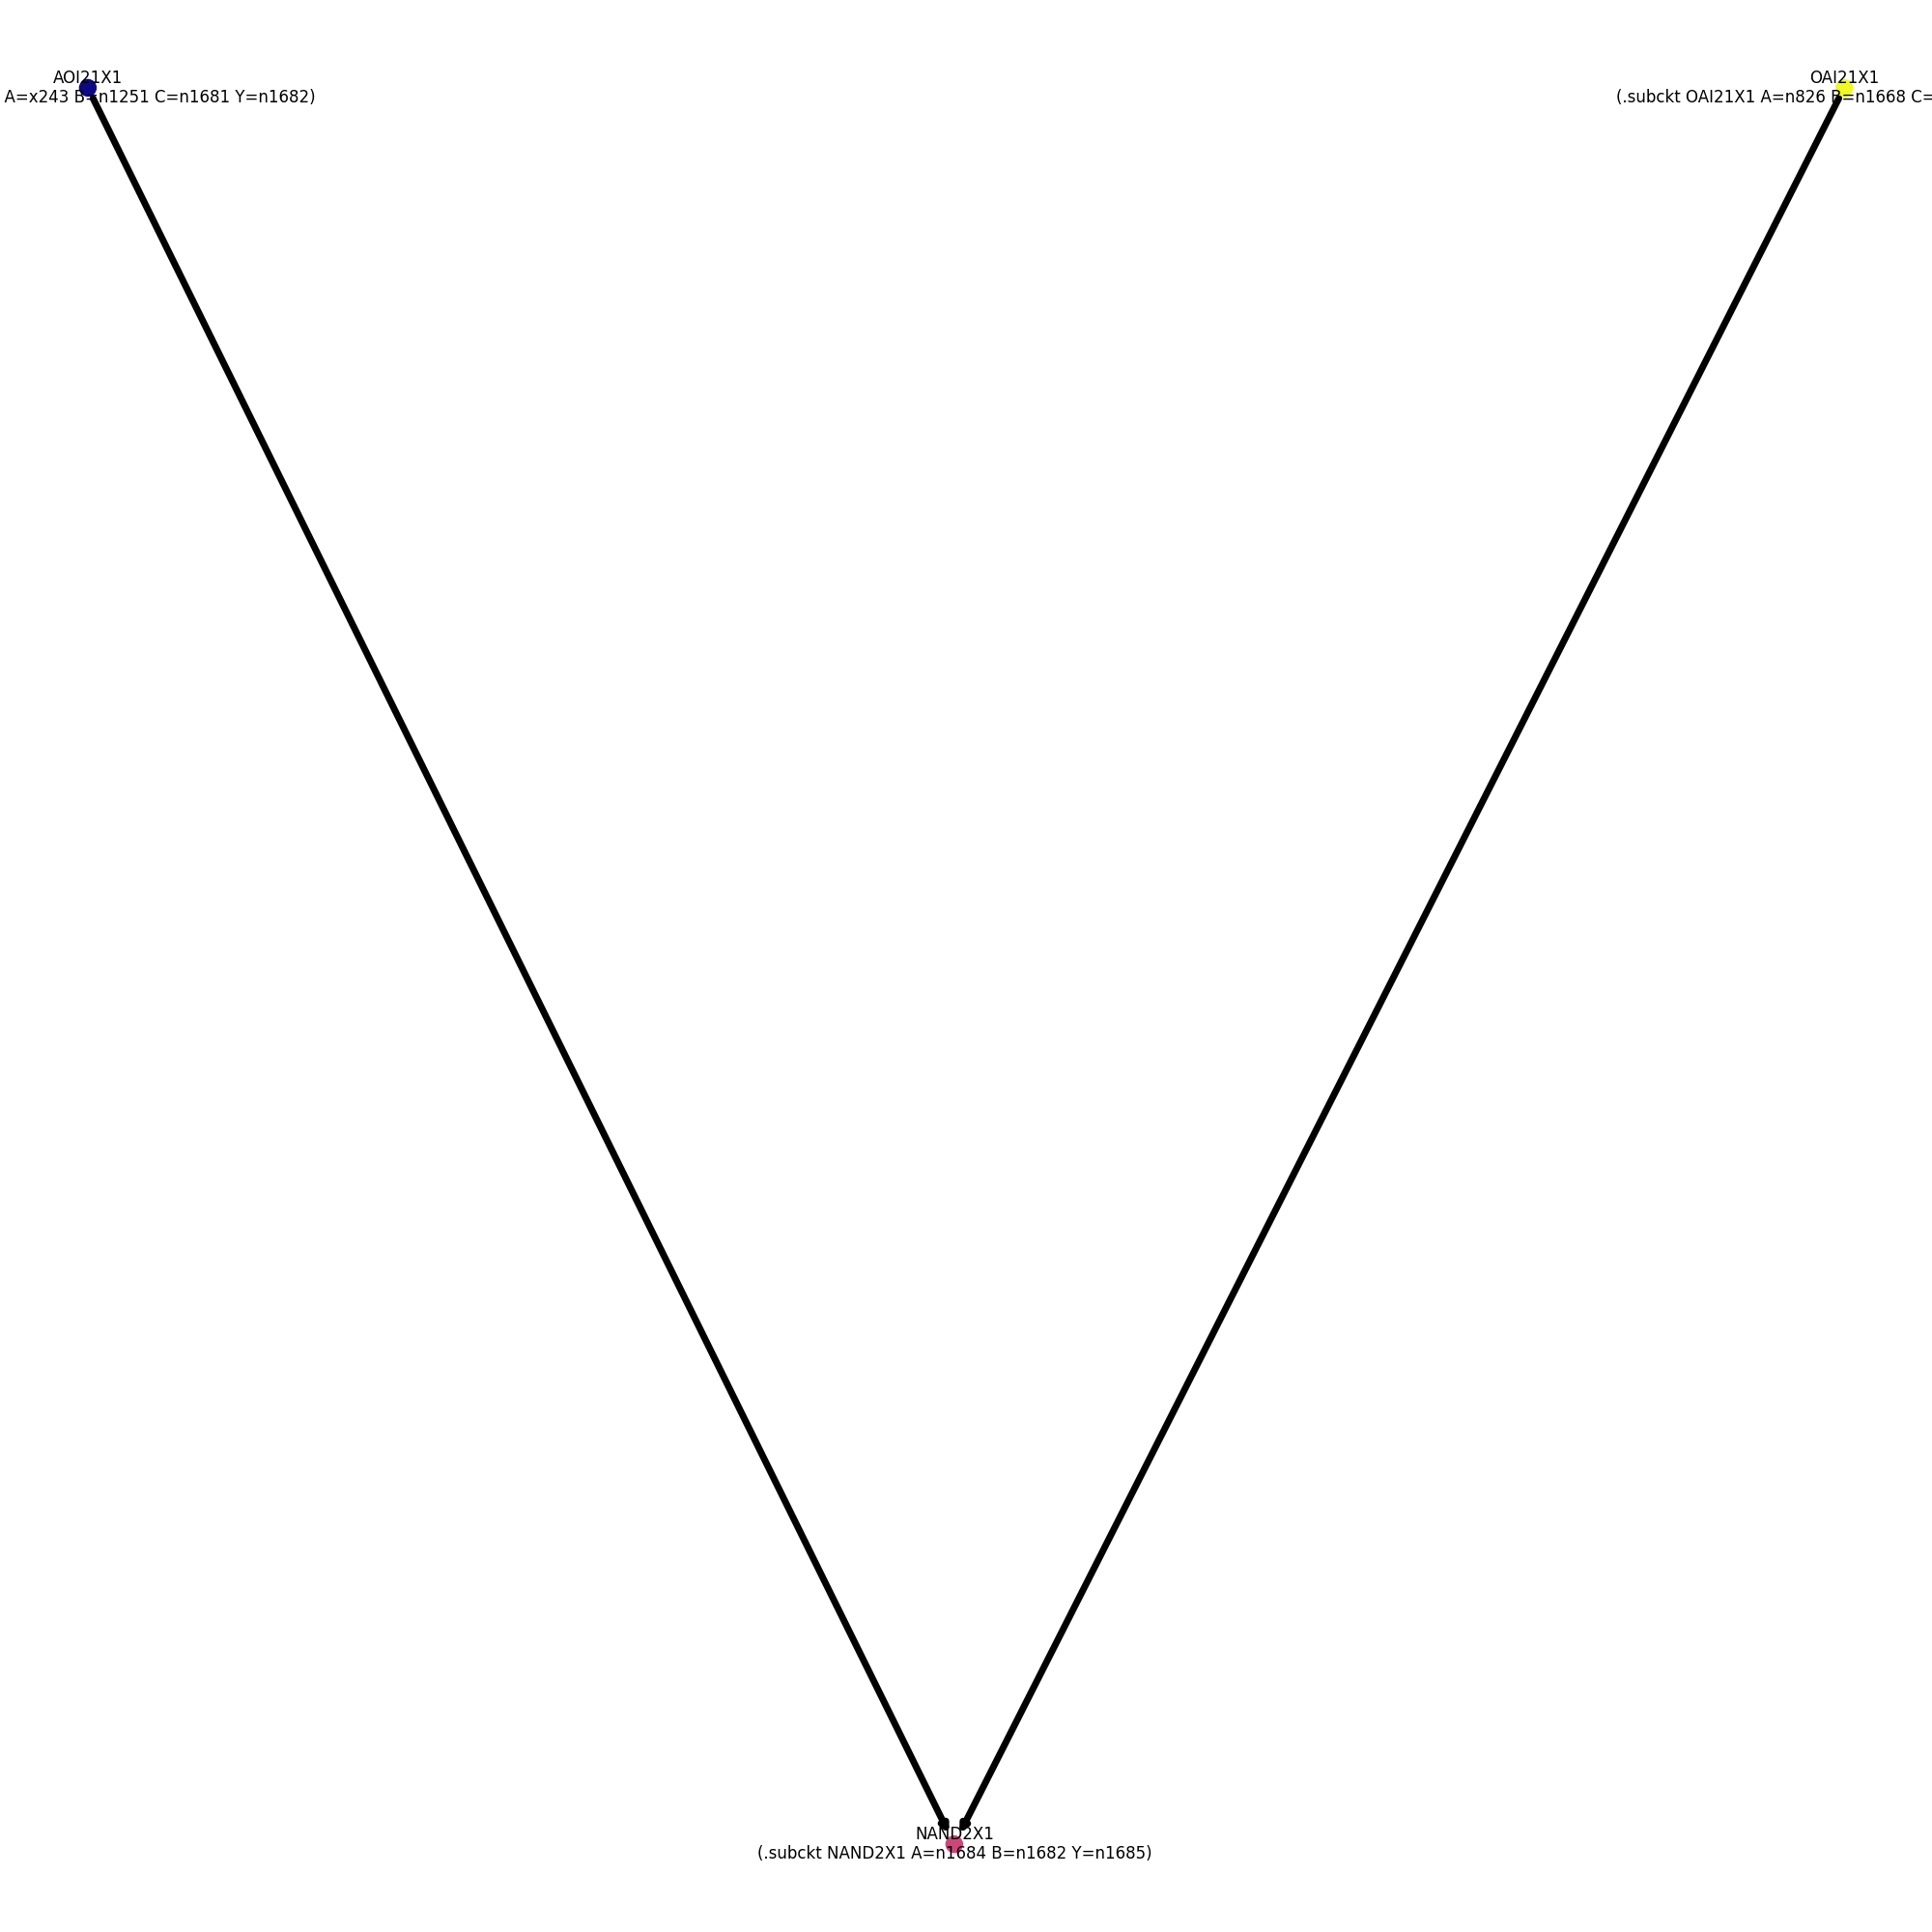 AOI21X1
A=x243 B=n1251 C=n1681 Y=n1682)
OAI21X1
(.subckt OAI21X1 A=n826 B=n1668 C=
NAND2X1
(.subckt NAND2X1 A=n1684 B=n1682 Y=n1685)